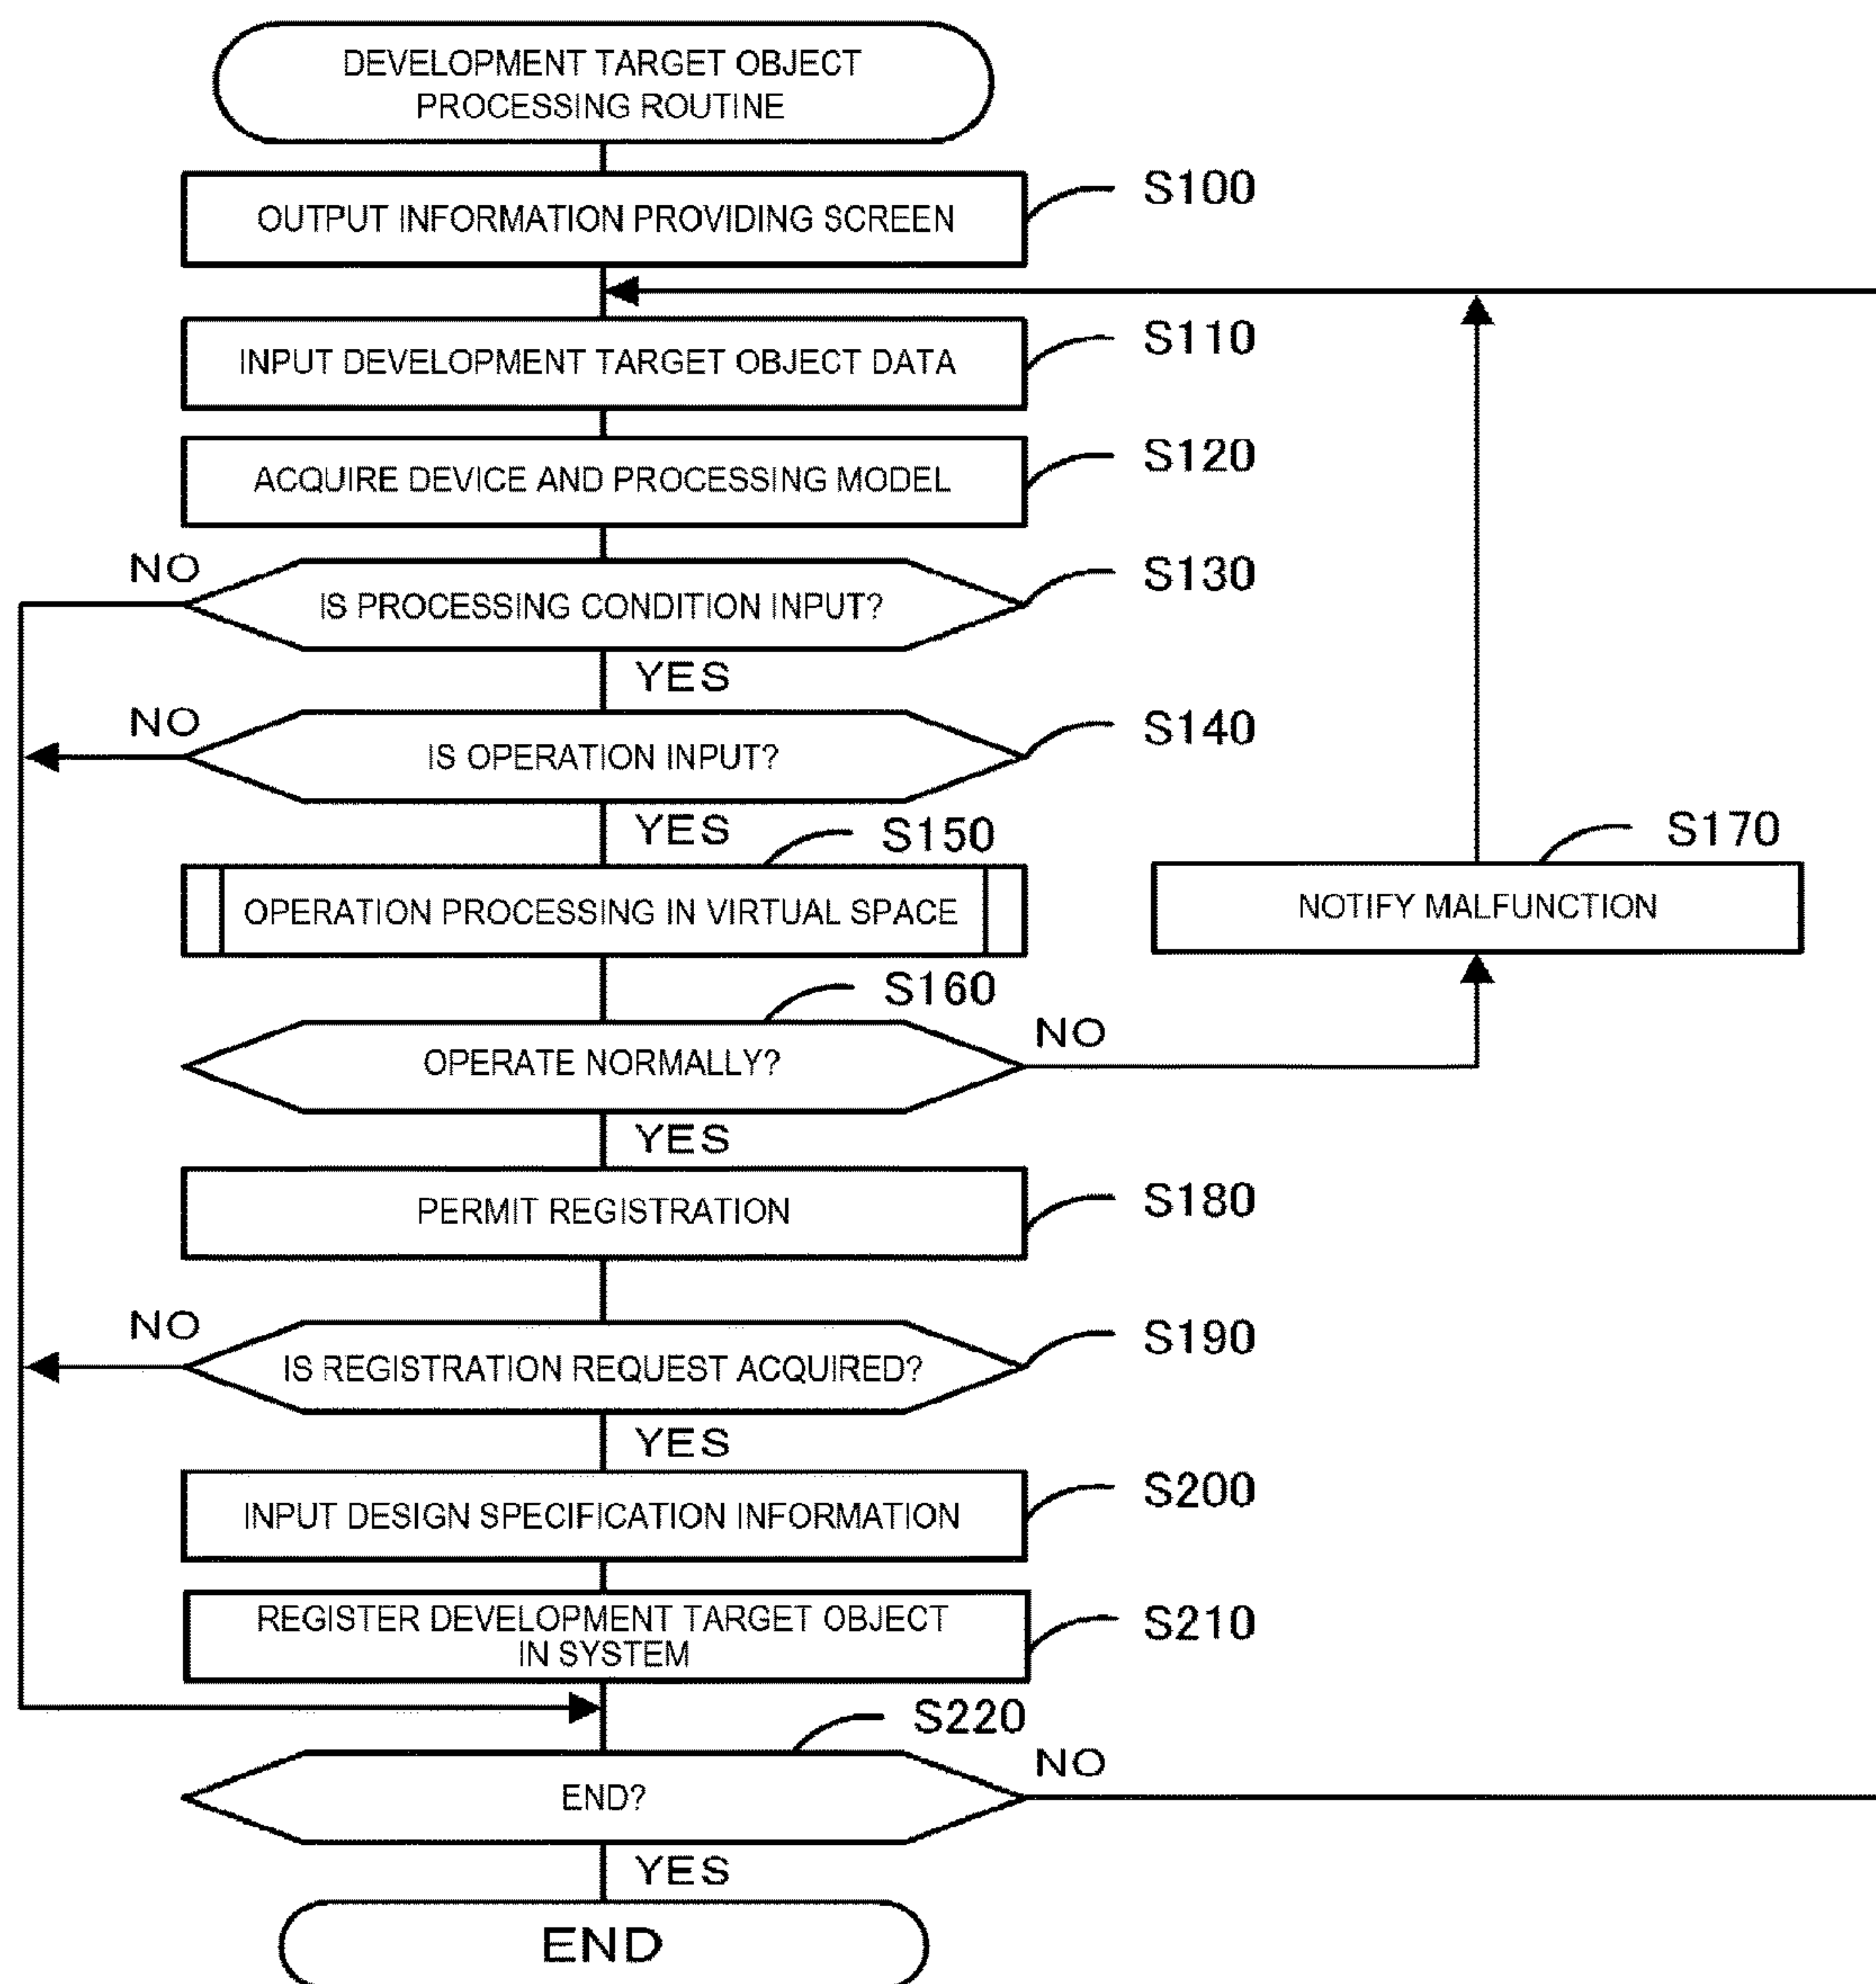 DEVELOPMENT TARGET OBJECT
PROCESSING ROUTINE
OUTPUT INFORMATION PROVIDING SCREEN
S100
INPUT DEVELOPMENT TARGET OBJECT DATA
S110
ACQUIRE DEVICE AND PROCESSING MODEL
S120
NO
IS PROCESSING CONDITION INPUT?
S130
YES
NO
IS OPERATION INPUT?
S140
YES
S150
OPERATION PROCESSING IN VIRTUAL SPACE
S170
NOTIFY MALFUNCTION
S160
OPERATE NORMALLY?
NO
YES
PERMIT REGISTRATION
S180
NO
IS REGISTRATION REQUEST ACQUIRED?
S190
YES
INPUT DESIGN SPECIFICATION INFORMATION
S200
REGISTER DEVELOPMENT TARGET OBJECT
IN SYSTEM
S210
S220
END?
NO
YES
END